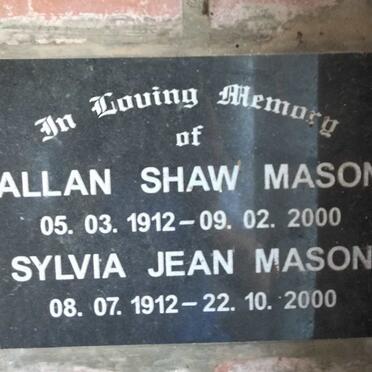 In Loving Memory
of
ALLAN SHAW MASON
05. 03. 1912 – 09. 02. 2000
SYLVIA JEAN MASON
08. 07. 1912 – 22. 10. 2000